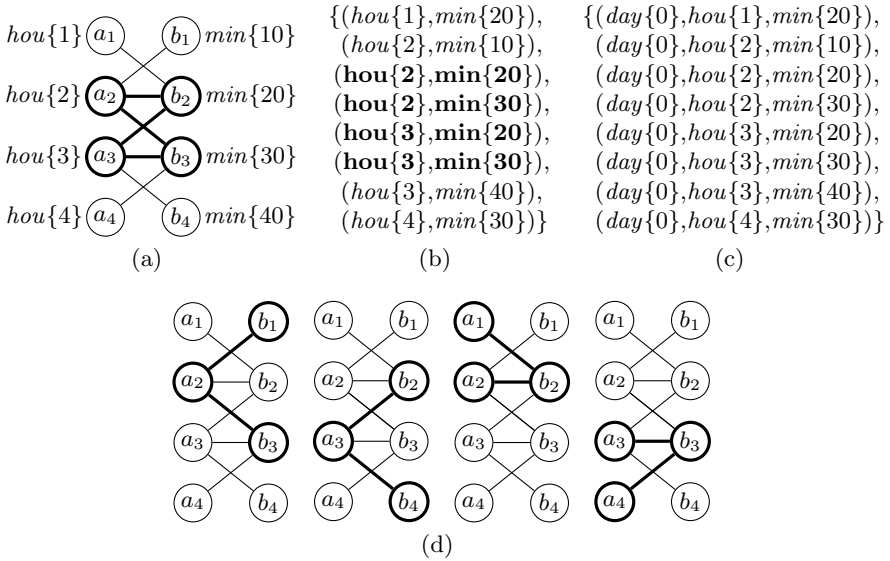 hou{1} a1 b1 min{10}
hou{2} a2 b2 min{20}
hou{3} a3 b3 min{30}
hou{4} a4 b4 min{40}
(a)
{(hou{1},min{20}),
(hou{2},min{10}),
(hou{2},min{20}),
(hou{2},min{30}),
(hou{3},min{20}),
(hou{3},min{30}),
(hou{3},min{40}),
(hou{4},min{30})}
(b)
{(day{0},hou{1},min{20}),
(day{0},hou{2},min{10}),
(day{0},hou{2},min{20}),
(day{0},hou{2},min{30}),
(day{0},hou{3},min{20}),
(day{0},hou{3},min{30}),
(day{0},hou{3},min{40}),
(day{0},hou{4},min{30})}
(c)
a1 b1 a1 b1 a1 b1 a1 b1
a2 b2 a2 b2 a2 b2 a2 b2
a3 b3 a3 b3 a3 b3 a3 b3
a4 b4 a4 b4 a4 b4 a4 b4
(d)